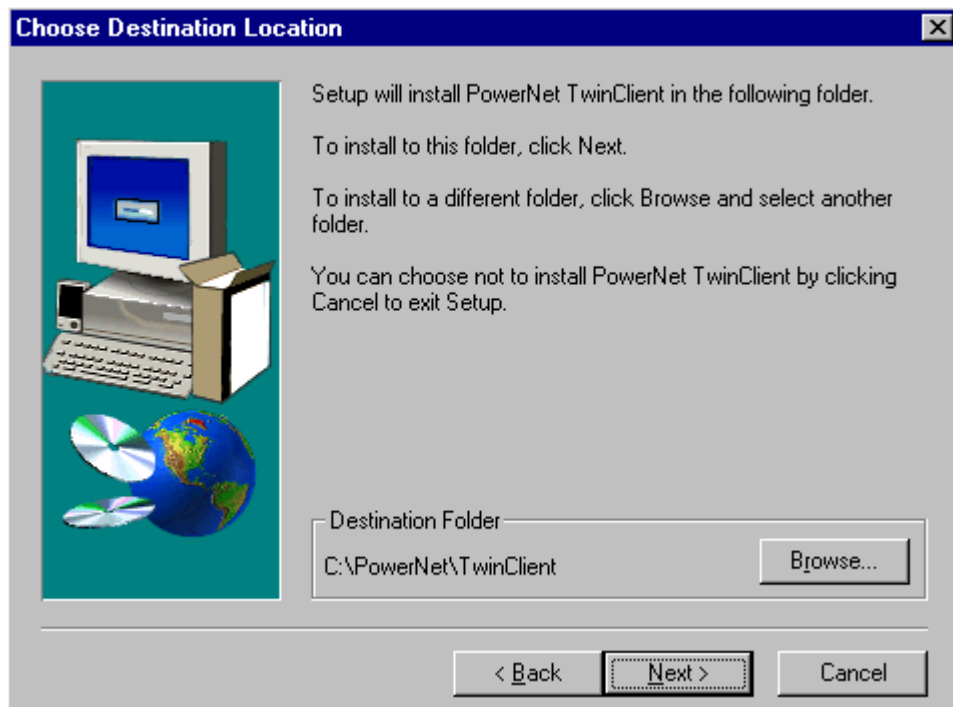 Choose Destination Location
Setup will install PowerNet TwinClient in the following folder.
To install to this folder, click Next.
To install to a different folder, click Browse and select another
folder.
You can choose not to install PowerNet TwinClient by clicking
Cancel to exit Setup.
Destination Folder
C:\PowerNet\TwinClient
Browse...
< Back
Next >
Cancel